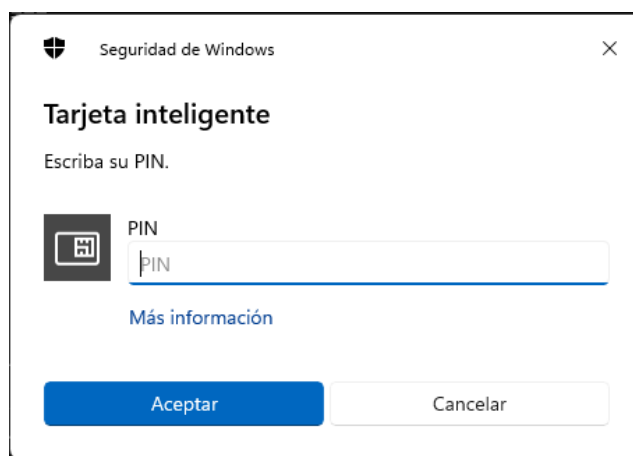 Seguridad de Windows
Tarjeta inteligente
Escriba su PIN.
PIN
PIN
Más información
Aceptar
Cancelar